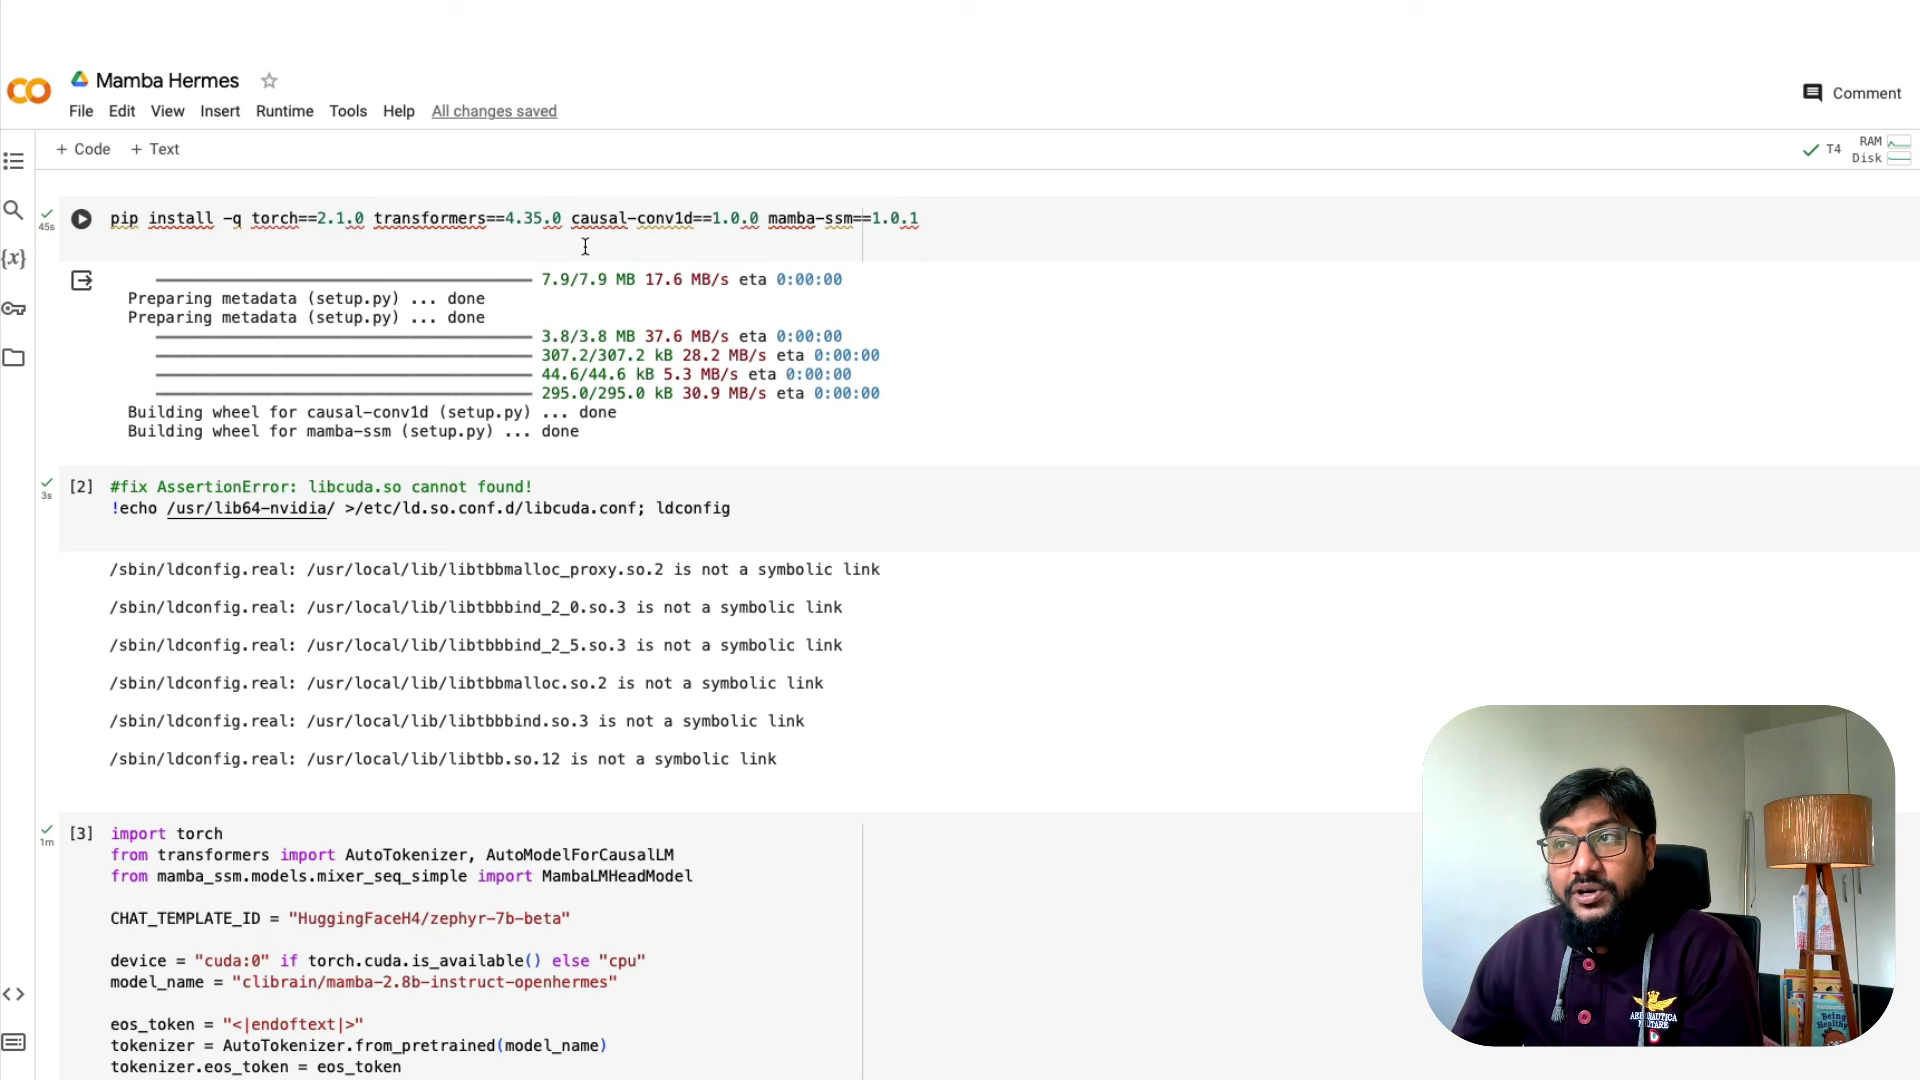 CO
Mamba Hermes
Comment
File Edit View Insert Runtime Tools Help All changes saved
+ Code + Text
T4
RAM
Disk
45s
pip install -q torch==2.1.0 transformers==4.35.0 causal-conv1d==1.0.0 mamba-ssm==1.0.1
{x}
7.9/7.9 MB 17.6 MB/s eta 0:00:00
Preparing metadata (setup.py) ... done
Preparing metadata (setup.py) ... done
3.8/3.8 MB 37.6 MB/s eta 0:00:00
307.2/307.2 kB 28.2 MB/s eta 0:00:00
44.6/44.6 kB 5.3 MB/s eta 0:00:00
295.0/295.0 kB 30.9 MB/s eta 0:00:00
Building wheel for causal-conv1d (setup.py) ... done
Building wheel for mamba-ssm (setup.py) ... done
3s
[2] #fix AssertionError: libcuda.so cannot found!
!echo /usr/lib64-nvidia/ >/etc/ld.so.conf.d/libcuda.conf; ldconfig
/sbin/ldconfig.real: /usr/local/lib/libtbbmalloc_proxy.so.2 is not a symbolic link
/sbin/ldconfig.real: /usr/local/lib/libtbbbind_2_0.so.3 is not a symbolic link
/sbin/ldconfig.real: /usr/local/lib/libtbbbind_2_5.so.3 is not a symbolic link
/sbin/ldconfig.real: /usr/local/lib/libtbbmalloc.so.2 is not a symbolic link
/sbin/ldconfig.real: /usr/local/lib/libtbbbind.so.3 is not a symbolic link
/sbin/ldconfig.real: /usr/local/lib/libtbb.so.12 is not a symbolic link
1m
[3] import torch
from transformers import AutoTokenizer, AutoModelForCausalLM
from mamba_ssm.models.mixer_seq_simple import MambaLMHeadModel
CHAT_TEMPLATE_ID = "HuggingFaceH4/zephyr-7b-beta"
device = "cuda:0" if torch.cuda.is_available() else "cpu"
model_name = "clibrain/mamba-2.8b-instruct-openhermes"
eos_token = "<|endoftext|>"
tokenizer = AutoTokenizer.from_pretrained(model_name)
tokenizer.eos_token = eos_token
Being
Healthy